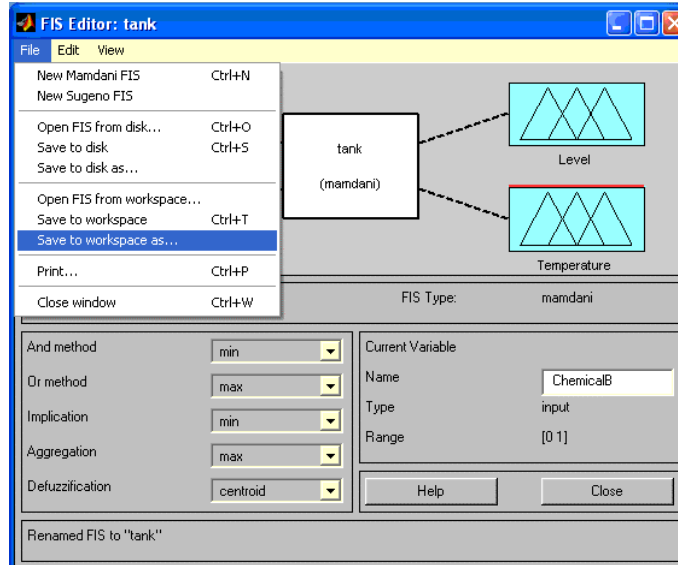 FIS Editor: tank
File Edit View
New Mamdani FIS Ctrl+N
New Sugeno FIS
Open FIS from disk... Ctrl+O
Save to disk Ctrl+S
Save to disk as...
Open FIS from workspace...
Save to workspace Ctrl+T
Save to workspace as...
Print... Ctrl+P
Close window Ctrl+W
tank
(mamdani)
Level
Temperature
FIS Type: mamdani
And method min
Or method max
Implication min
Aggregation max
Defuzzification centroid
Current Variable
Name ChemicalB
Type input
Range [0 1]
Help Close
Renamed FIS to "tank"